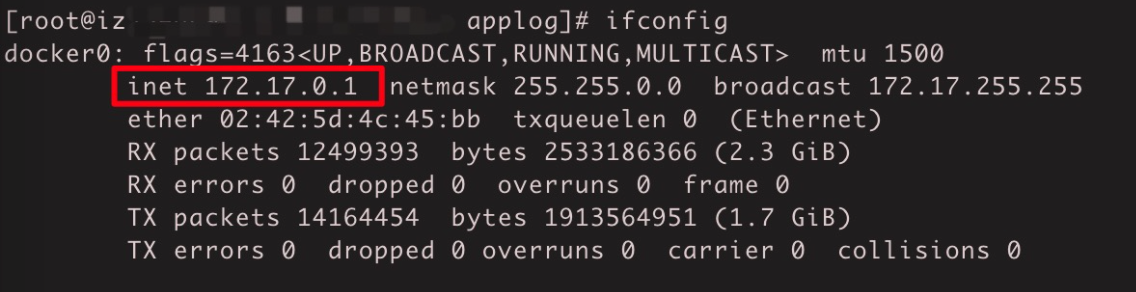 [root@iz applog]# ifconfig
docker0: flags=4163<UP,BROADCAST,RUNNING,MULTICAST>  mtu 1500
inet 172.17.0.1  netmask 255.255.0.0  broadcast 172.17.255.255
ether 02:42:5d:4c:45:bb  txqueuelen 0  (Ethernet)
RX packets 12499393  bytes 2533186366 (2.3 GiB)
RX errors 0  dropped 0  overruns 0  frame 0
TX packets 14164454  bytes 1913564951 (1.7 GiB)
TX errors 0  dropped 0 overruns 0  carrier 0  collisions 0